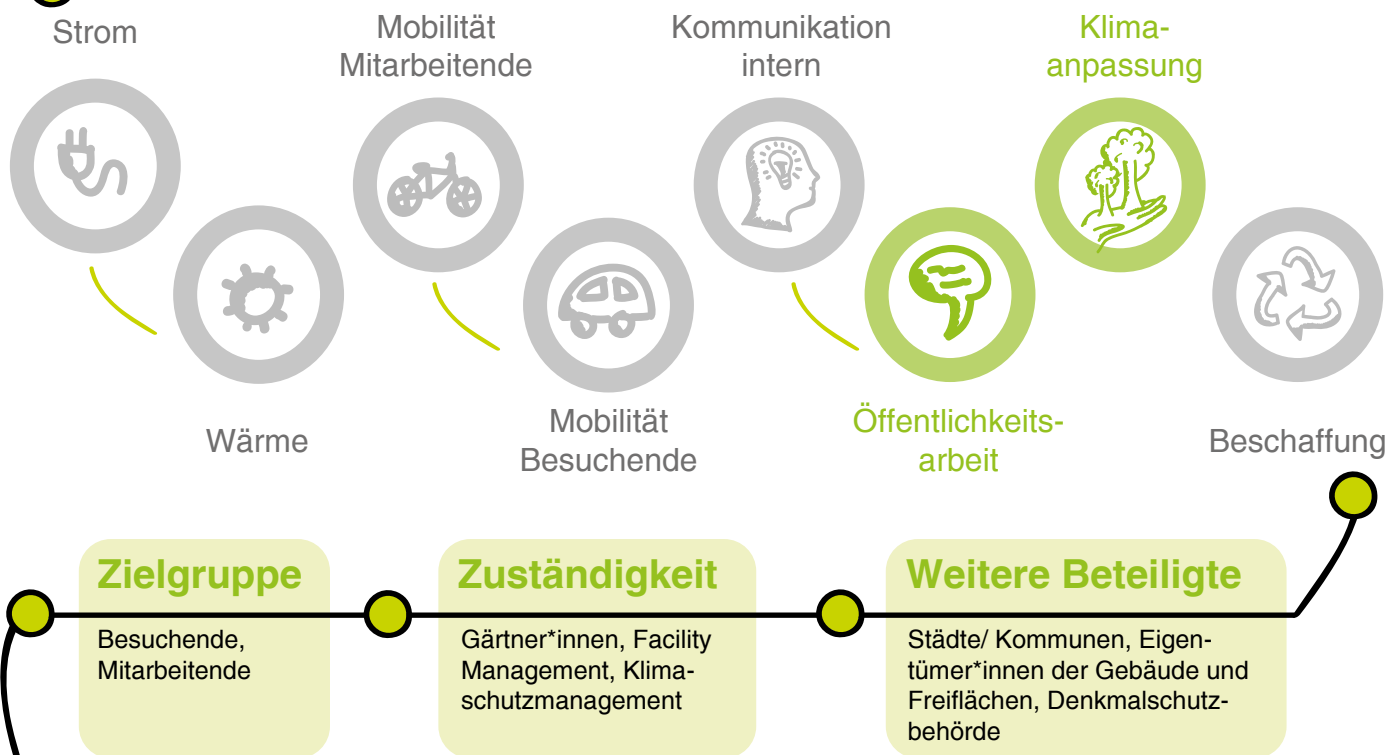 Strom
Mobilität
Mitarbeitende
Kommunikation
intern
Klima-
anpassung
Wärme
Mobilität
Besuchende
Öffentlichkeits-
arbeit
Beschaffung
Zielgruppe
Besuchende,
Mitarbeitende
Zuständigkeit
Gärtner*innen, Facility
Management, Klima-
schutzmanagement
Weitere Beteiligte
Städte/ Kommunen, Eigen-
tümer*innen der Gebäude und
Freiflächen, Denkmalschutz-
behörde